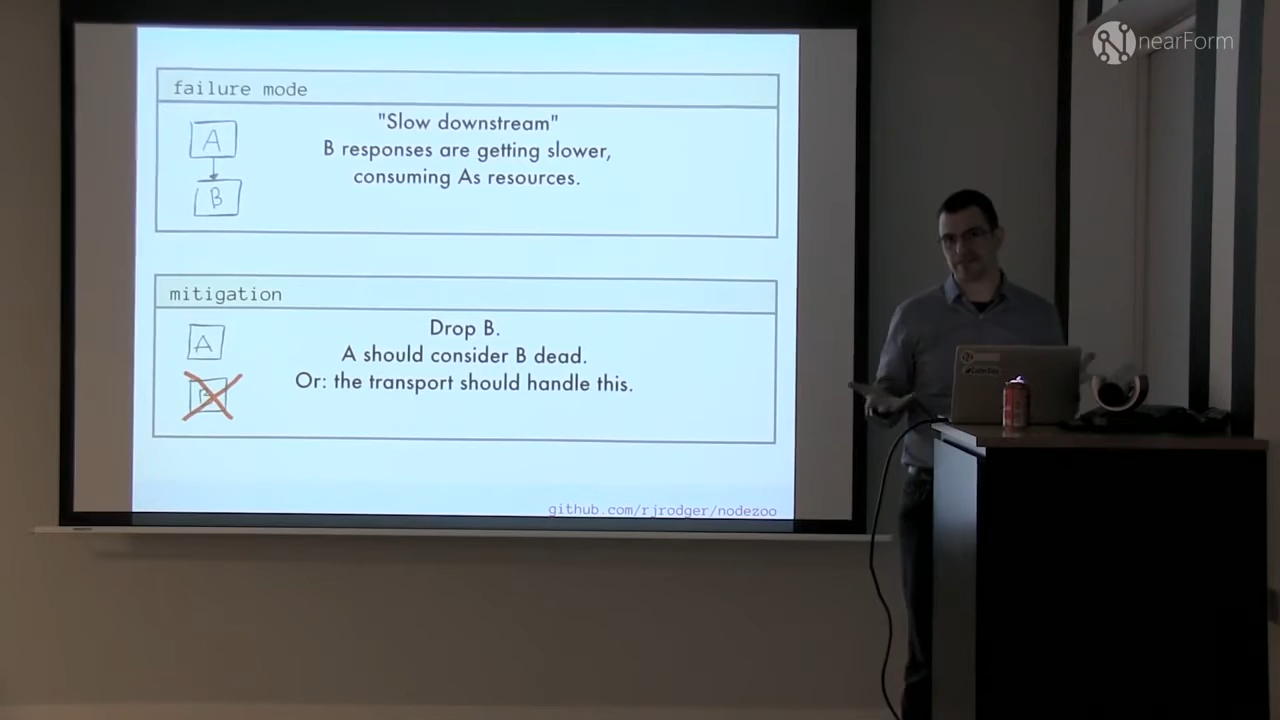 nearForm
failure mode
A
B
"Slow downstream"
B responses are getting slower,
consuming As resources.
mitigation
A
Drop B.
A should consider B dead.
Or: the transport should handle this.
github.com/rjrodger/nodezoo